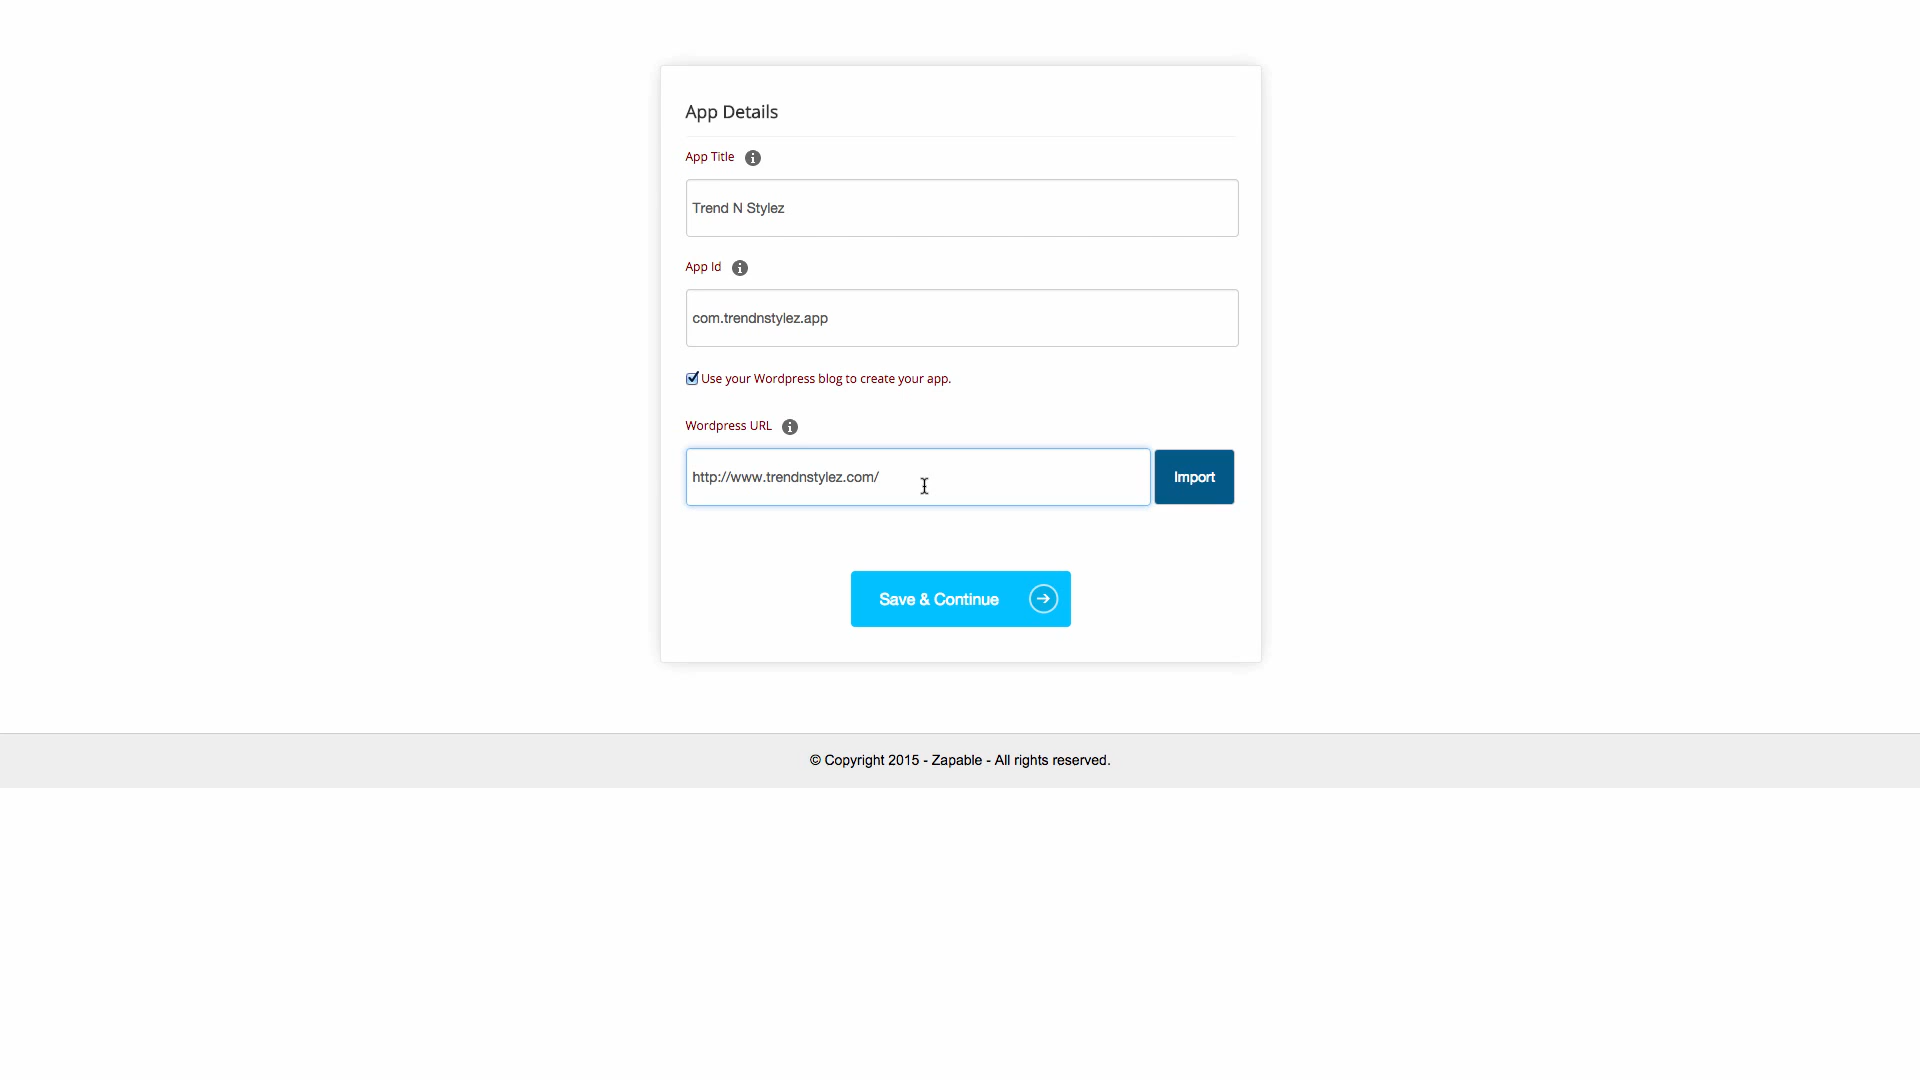 App Details
App Title
Trend N Stylez
App Id
com.trendnstylez.app
Use your Wordpress blog to create your app.
Wordpress URL
http://www.trendnstylez.com/
Import
Save & Continue
© Copyright 2015 - Zapable - All rights reserved.